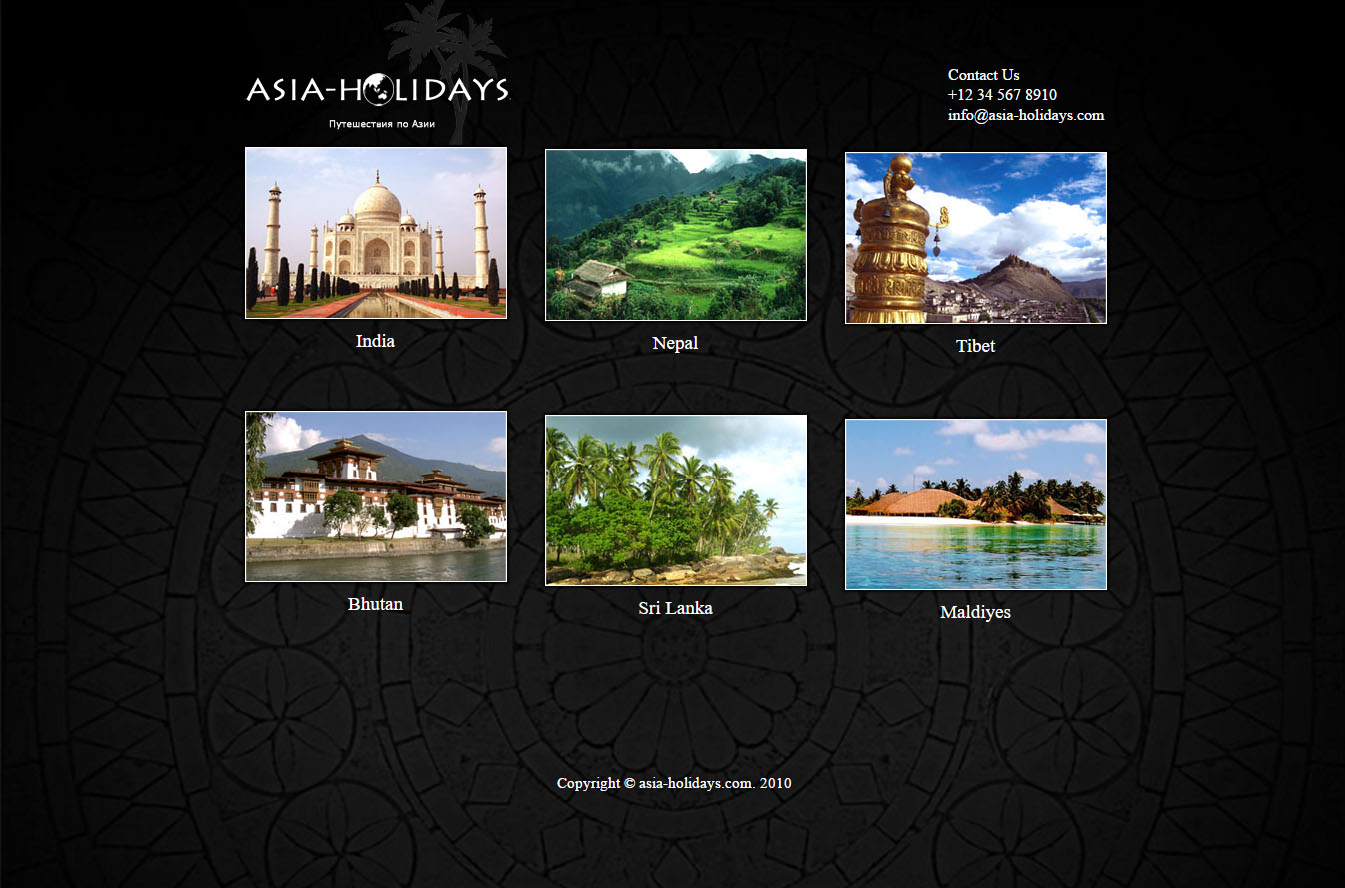 ASIA-HOLIDAYS
Путешествия по Азии
Contact Us
+12 34 567 8910
info@asia-holidays.com
India
Nepal
Tibet
Bhutan
Sri Lanka
Maldiyes
Copyright © asia-holidays.com. 2010